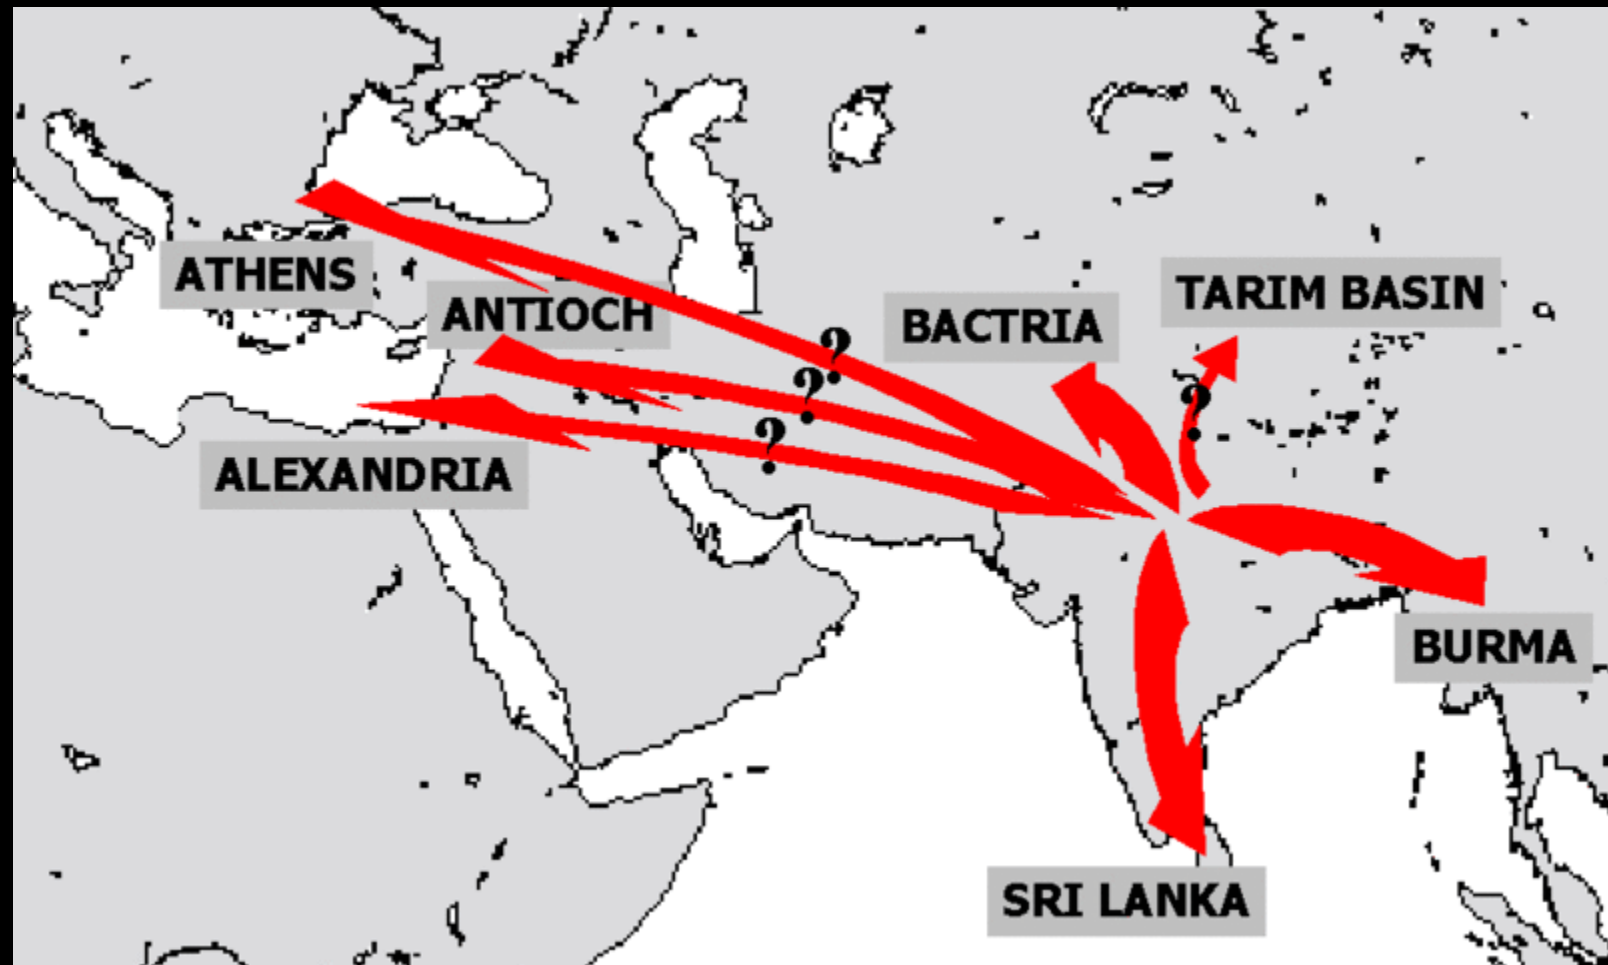 ATHENS
ANTIOCH
BACTRIA
TARIM BASIN
?
?
?
?
ALEXANDRIA
BURMA
SRI LANKA